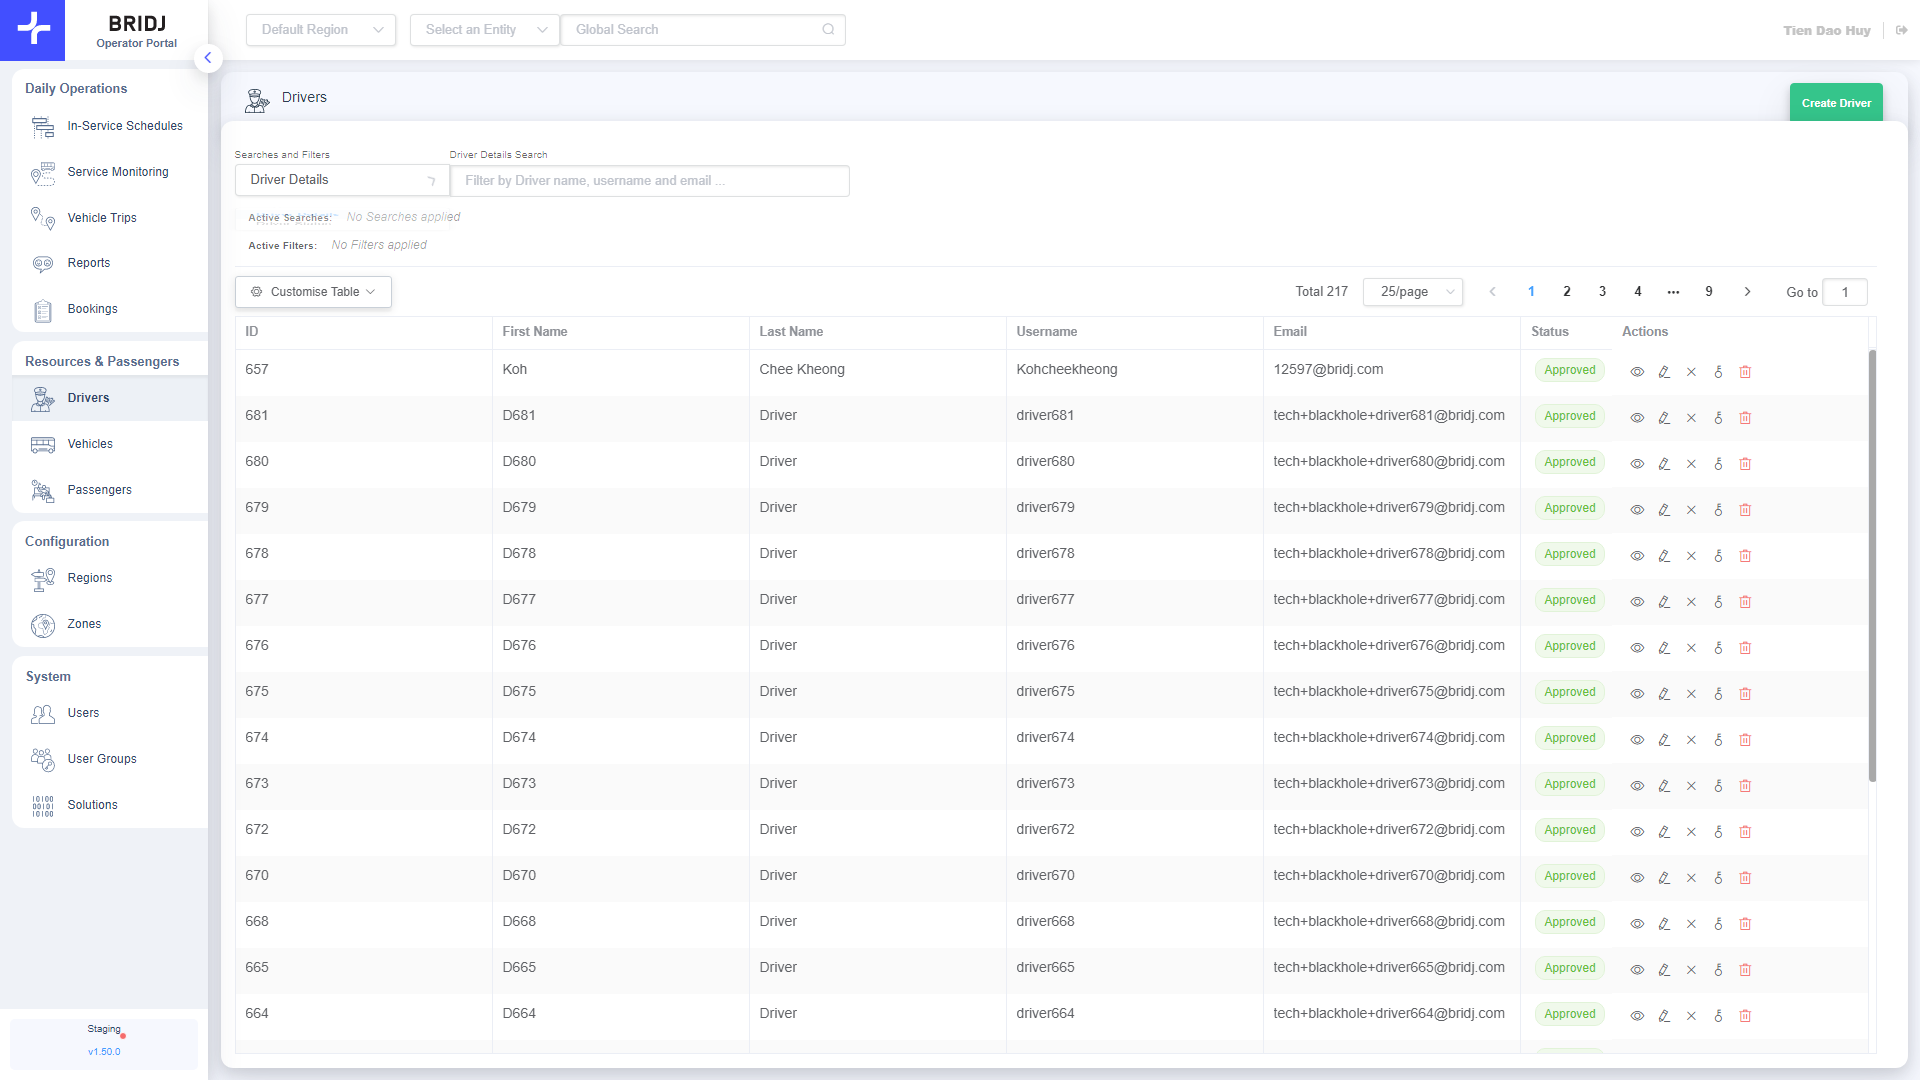 BRIDJ
Operator Portal
Default Region
Select an Entity
Global Search
Tien Dao Huy
Daily Operations
In-Service Schedules
Service Monitoring
Vehicle Trips
Reports
Bookings
Resources & Passengers
Drivers
Vehicles
Passengers
Configuration
Regions
Zones
System
Users
User Groups
Solutions
Staging
v1.50.0
Drivers
Create Driver
Searches and Filters
Driver Details Search
Driver Details
Filter by Driver name, username and email ...
Active Searches: No Searches applied
Active Filters: No Filters applied
Customise Table
Total 217 25/page 1 2 3 4 ••• 9 Go to 1
ID First Name Last Name Username Email Status Actions
657 Koh Chee Kheong Kohcheekheong 12597@bridj.com Approved
681 D681 Driver driver681 tech+blackhole+driver681@bridj.com Approved
680 D680 Driver driver680 tech+blackhole+driver680@bridj.com Approved
679 D679 Driver driver679 tech+blackhole+driver679@bridj.com Approved
678 D678 Driver driver678 tech+blackhole+driver678@bridj.com Approved
677 D677 Driver driver677 tech+blackhole+driver677@bridj.com Approved
676 D676 Driver driver676 tech+blackhole+driver676@bridj.com Approved
675 D675 Driver driver675 tech+blackhole+driver675@bridj.com Approved
674 D674 Driver driver674 tech+blackhole+driver674@bridj.com Approved
673 D673 Driver driver673 tech+blackhole+driver673@bridj.com Approved
672 D672 Driver driver672 tech+blackhole+driver672@bridj.com Approved
670 D670 Driver driver670 tech+blackhole+driver670@bridj.com Approved
668 D668 Driver driver668 tech+blackhole+driver668@bridj.com Approved
665 D665 Driver driver665 tech+blackhole+driver665@bridj.com Approved
664 D664 Driver driver664 tech+blackhole+driver664@bridj.com Approved